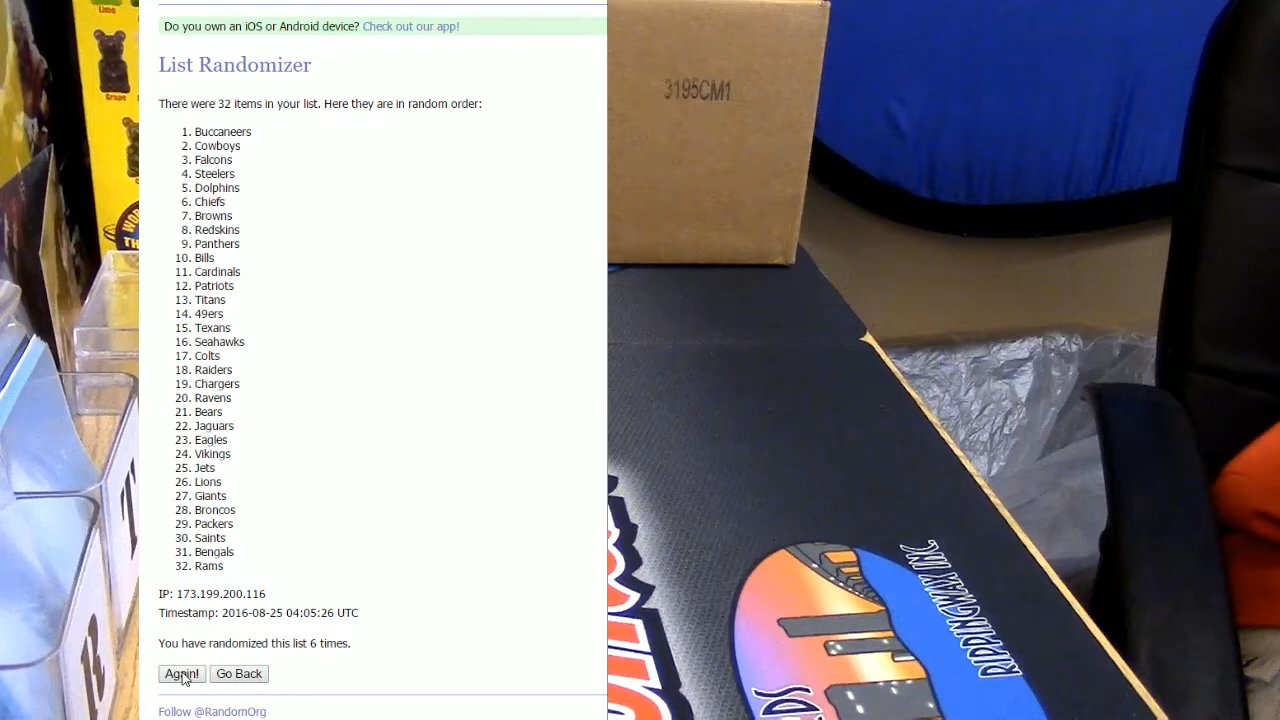 Do you own an iOS or Android device? Check out our app!
List Randomizer
There were 32 items in your list. Here they are in random order:
1. Buccaneers
2. Cowboys
3. Falcons
4. Steelers
5. Dolphins
6. Chiefs
7. Browns
8. Redskins
9. Panthers
10. Bills
11. Cardinals
12. Patriots
13. Titans
14. 49ers
15. Texans
16. Seahawks
17. Colts
18. Raiders
19. Chargers
20. Ravens
21. Bears
22. Jaguars
23. Eagles
24. Vikings
25. Jets
26. Lions
27. Giants
28. Broncos
29. Packers
30. Saints
31. Bengals
32. Rams
IP: 173.199.200.116
Timestamp: 2016-08-25 04:05:26 UTC
You have randomized this list 6 times.
Again!
Go Back
Follow @RandomOrg
Lime
Grape
3195CM1
RIPPINGWAX INC.